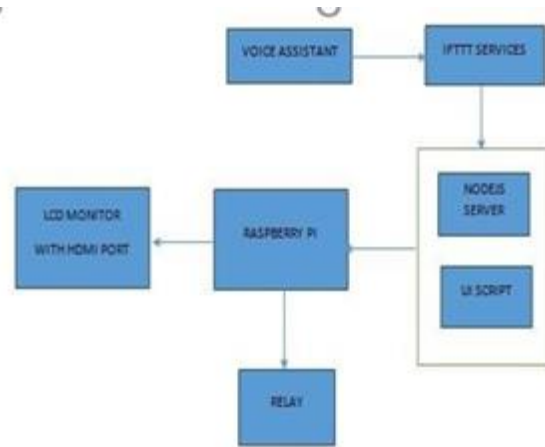 VOICE ASSISTANT
IFTTT SERVICES
NODEJS
SERVER
LCD MONITOR
WITH HDMI PORT
RASPBERRY PI
UI SCRIPT
RELAY